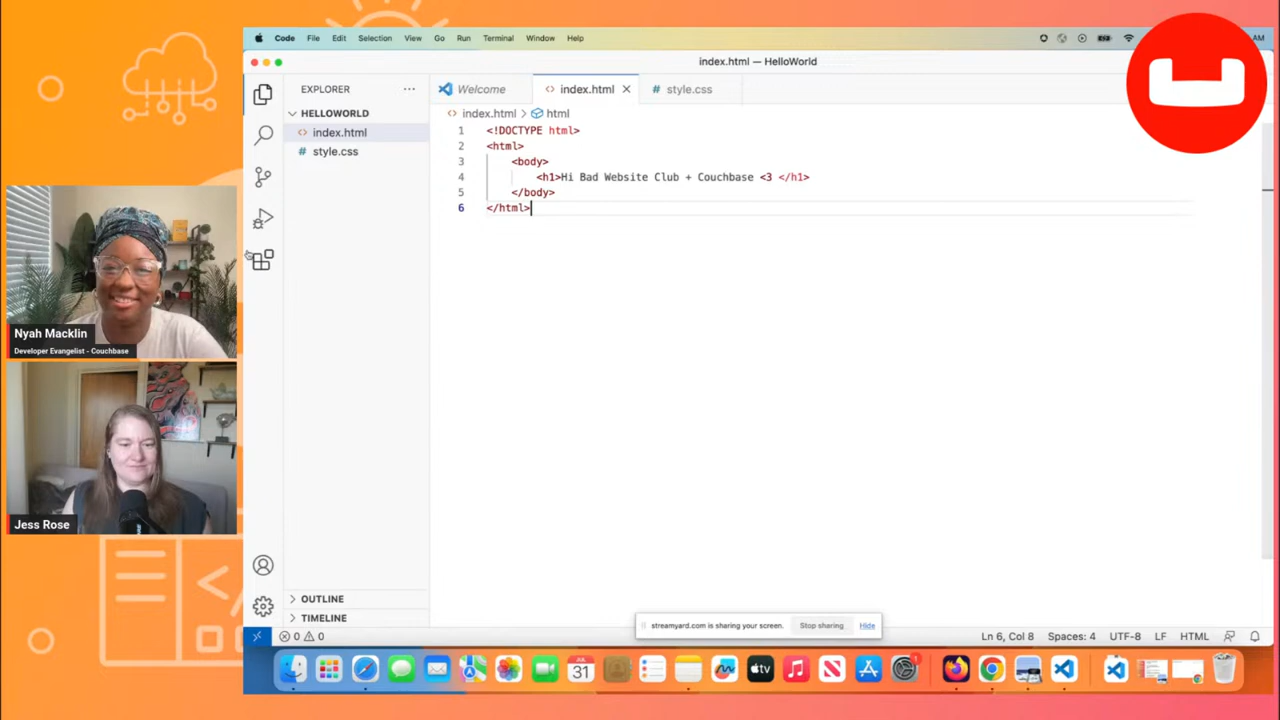 Code File Edit Selection View Go Run Terminal Window Help
AM
index.html — HelloWorld
EXPLORER
Welcome
index.html
# style.css
HELLOWORLD
index.html
style.css
index.html > html
1 <!DOCTYPE html>
2 <html>
3 <body>
4 <h1>Hi Bad Website Club + Couchbase <3 </h1>
5 </body>
6 </html>
Nyah Macklin
Developer Evangelist - Couchbase
Jess Rose
OUTLINE
TIMELINE
streamyard.com is sharing your screen.
Stop sharing
Hide
0 0
Ln 6, Col 8
Spaces: 4
UTF-8
LF
HTML
JUL
31
tv
1